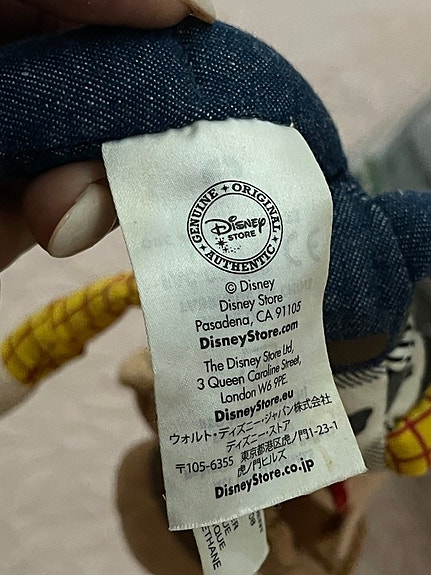 GENUINE ORIGINAL
Disney
STORE
AUTHENTIC
© Disney
Disney Store
Pasadena, CA 91105
DisneyStore.com
The Disney Store Ltd,
3 Queen Caroline Street,
London W6 9PE.
DisneyStore.eu
ウォルト・ディズニー・ジャパン株式会社
ディズニー・ストア
〒105-6355 東京都港区虎ノ門1-23-1
虎ノ門ヒルズ
DisneyStore.co.jp